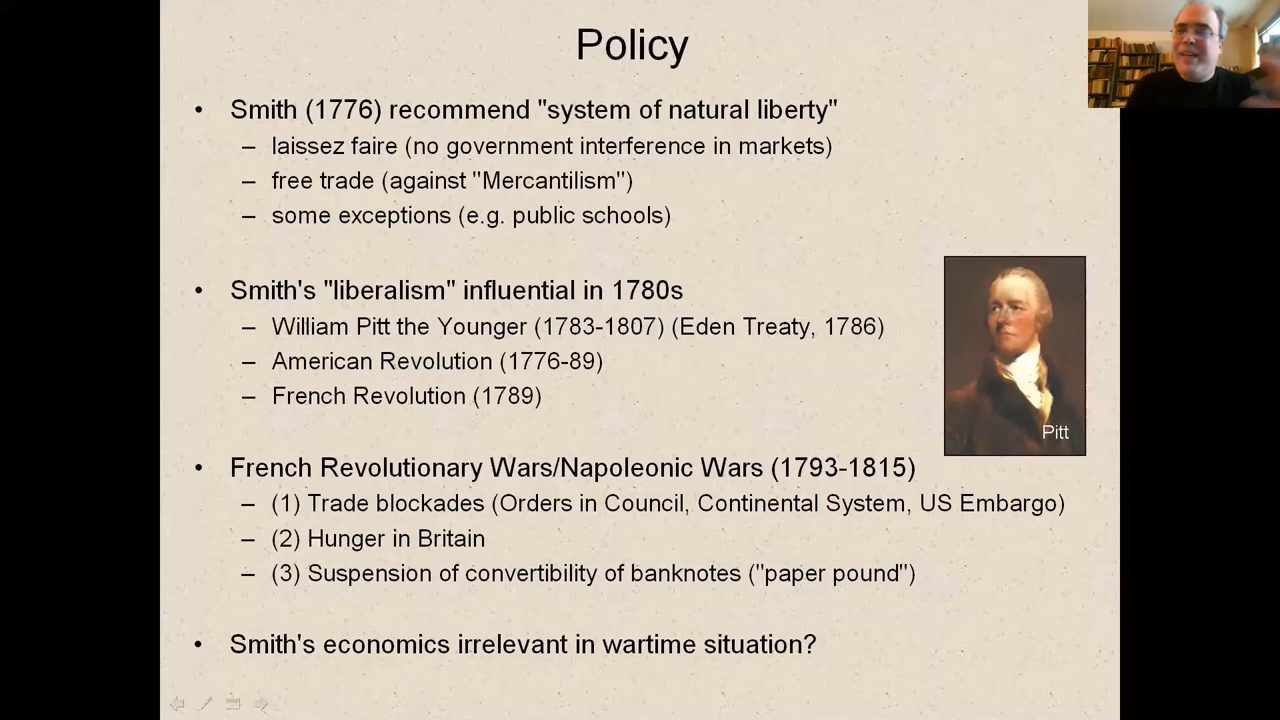 Policy
• Smith (1776) recommend "system of natural liberty"
– laissez faire (no government interference in markets)
– free trade (against "Mercantilism")
– some exceptions (e.g. public schools)
• Smith's "liberalism" influential in 1780s
– William Pitt the Younger (1783-1807) (Eden Treaty, 1786)
– American Revolution (1776-89)
– French Revolution (1789)
Pitt
• French Revolutionary Wars/Napoleonic Wars (1793-1815)
– (1) Trade blockades (Orders in Council, Continental System, US Embargo)
– (2) Hunger in Britain
– (3) Suspension of convertibility of banknotes ("paper pound")
• Smith's economics irrelevant in wartime situation?